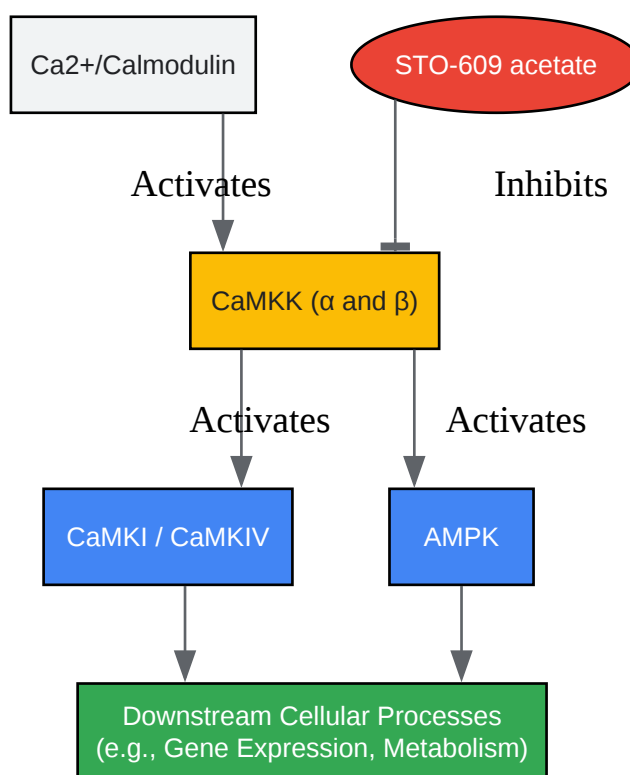 Ca2+/Calmodulin
STO-609 acetate
Activates
Inhibits
CaMKK (α and β)
Activates
Activates
CaMKI / CaMKIV
AMPK
Downstream Cellular Processes
(e.g., Gene Expression, Metabolism)